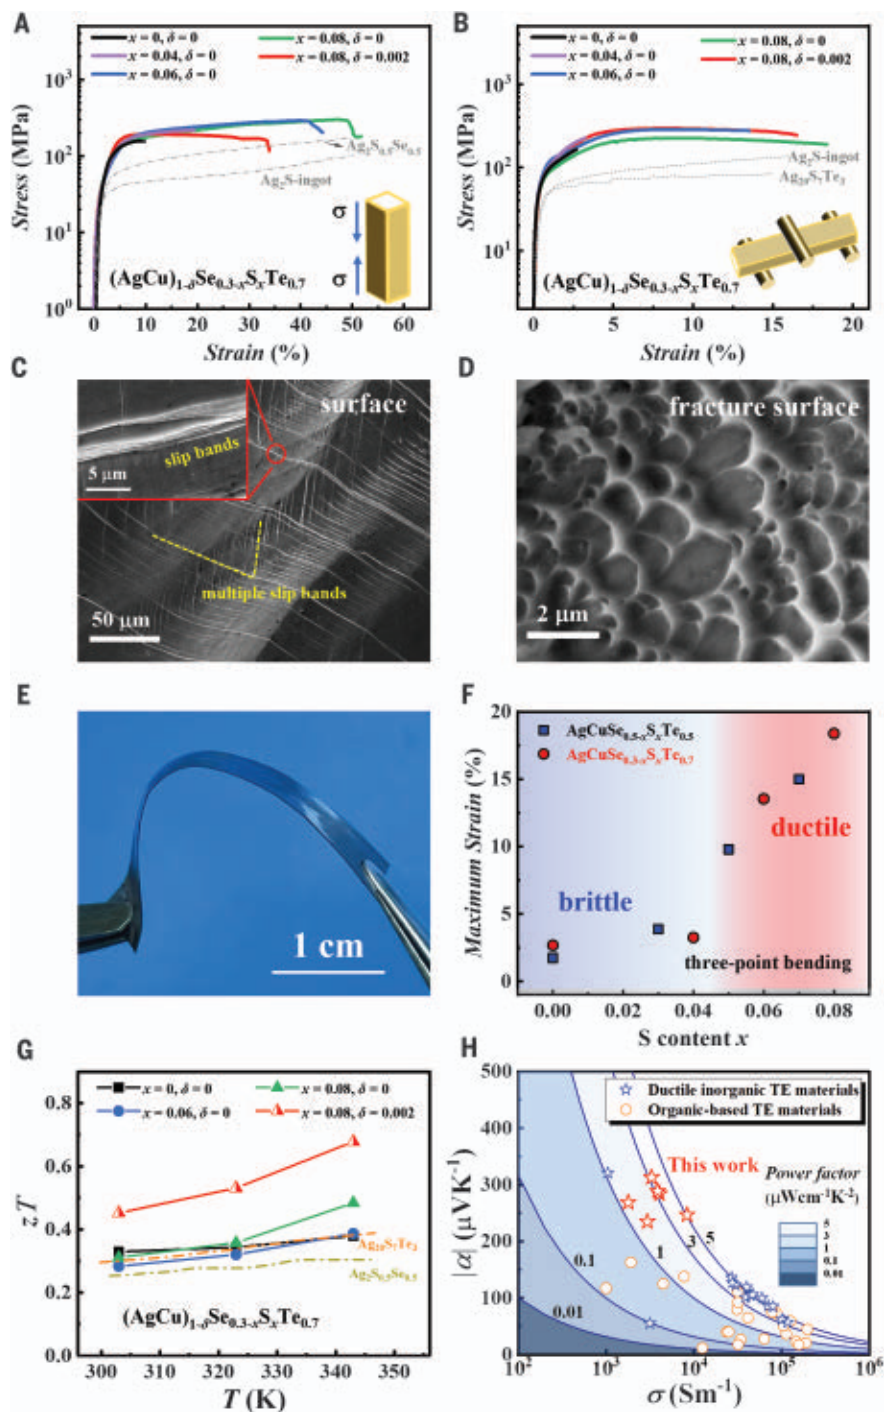 A
x = 0, δ = 0
x = 0.08, δ = 0
x = 0.04, δ = 0
x = 0.08, δ = 0.002
x = 0.06, δ = 0
10³
10²
10¹
10⁰
Stress (MPa)
Ag₂S₀.₅Se₀.₅
Ag₂S-ingot
σ
σ
(AgCu)₁₋δSe₀.₃₋ₓSₓTe₀.₇
0 10 20 30 40 50 60
Strain (%)
B
x = 0, δ = 0
x = 0.08, δ = 0
x = 0.04, δ = 0
x = 0.08, δ = 0.002
x = 0.06, δ = 0
10³
10²
10¹
Stress (MPa)
Ag₂S-ingot
Ag₂₀S₇Te₃
(AgCu)₁₋δSe₀.₃₋ₓSₓTe₀.₇
0 5 10 15 20
Strain (%)
C
surface
slip bands
5 μm
multiple slip bands
50 μm
D
fracture surface
2 μm
E
1 cm
F
20
15
10
5
0
Maximum Strain (%)
AgCuSe₀.₅₋ₓSₓTe₀.₅
AgCuSe₀.₃₋ₓSₓTe₀.₇
ductile
brittle
three-point bending
0.00 0.02 0.04 0.06 0.08
S content x
G
x = 0, δ = 0
x = 0.08, δ = 0
x = 0.06, δ = 0
x = 0.08, δ = 0.002
0.8
0.6
0.4
0.2
0.0
zT
Ag₂₀S₇Te₃
Ag₂S₀.₅Se₀.₅
(AgCu)₁₋δSe₀.₃₋ₓSₓTe₀.₇
300 310 320 330 340 350
T (K)
H
500
400
300
200
100
0
|α| (μVK⁻¹)
Ductile inorganic TE materials
Organic-based TE materials
This work
Power factor
(μWcm⁻¹K⁻²)
5
3
1
0.1
0.01
0.01
0.1
1
3
5
10² 10³ 10⁴ 10⁵ 10⁶
σ (Sm⁻¹)